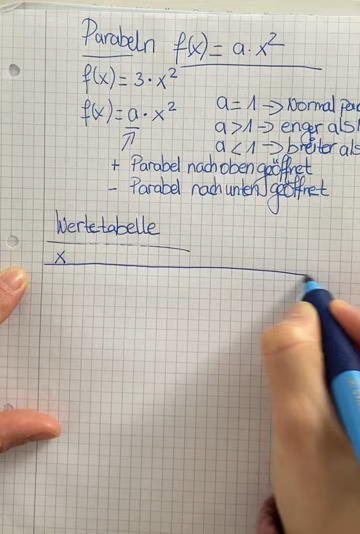 Parabeln f(x) = a · x²
f(x) = 3 · x²
f(x) = a · x² a = 1 → Normal
a > 1 → enger als
a < 1 → breiter als
+ Parabel nach oben geöffnet
− Parabel nach unten geöffnet
Wertetabelle
x